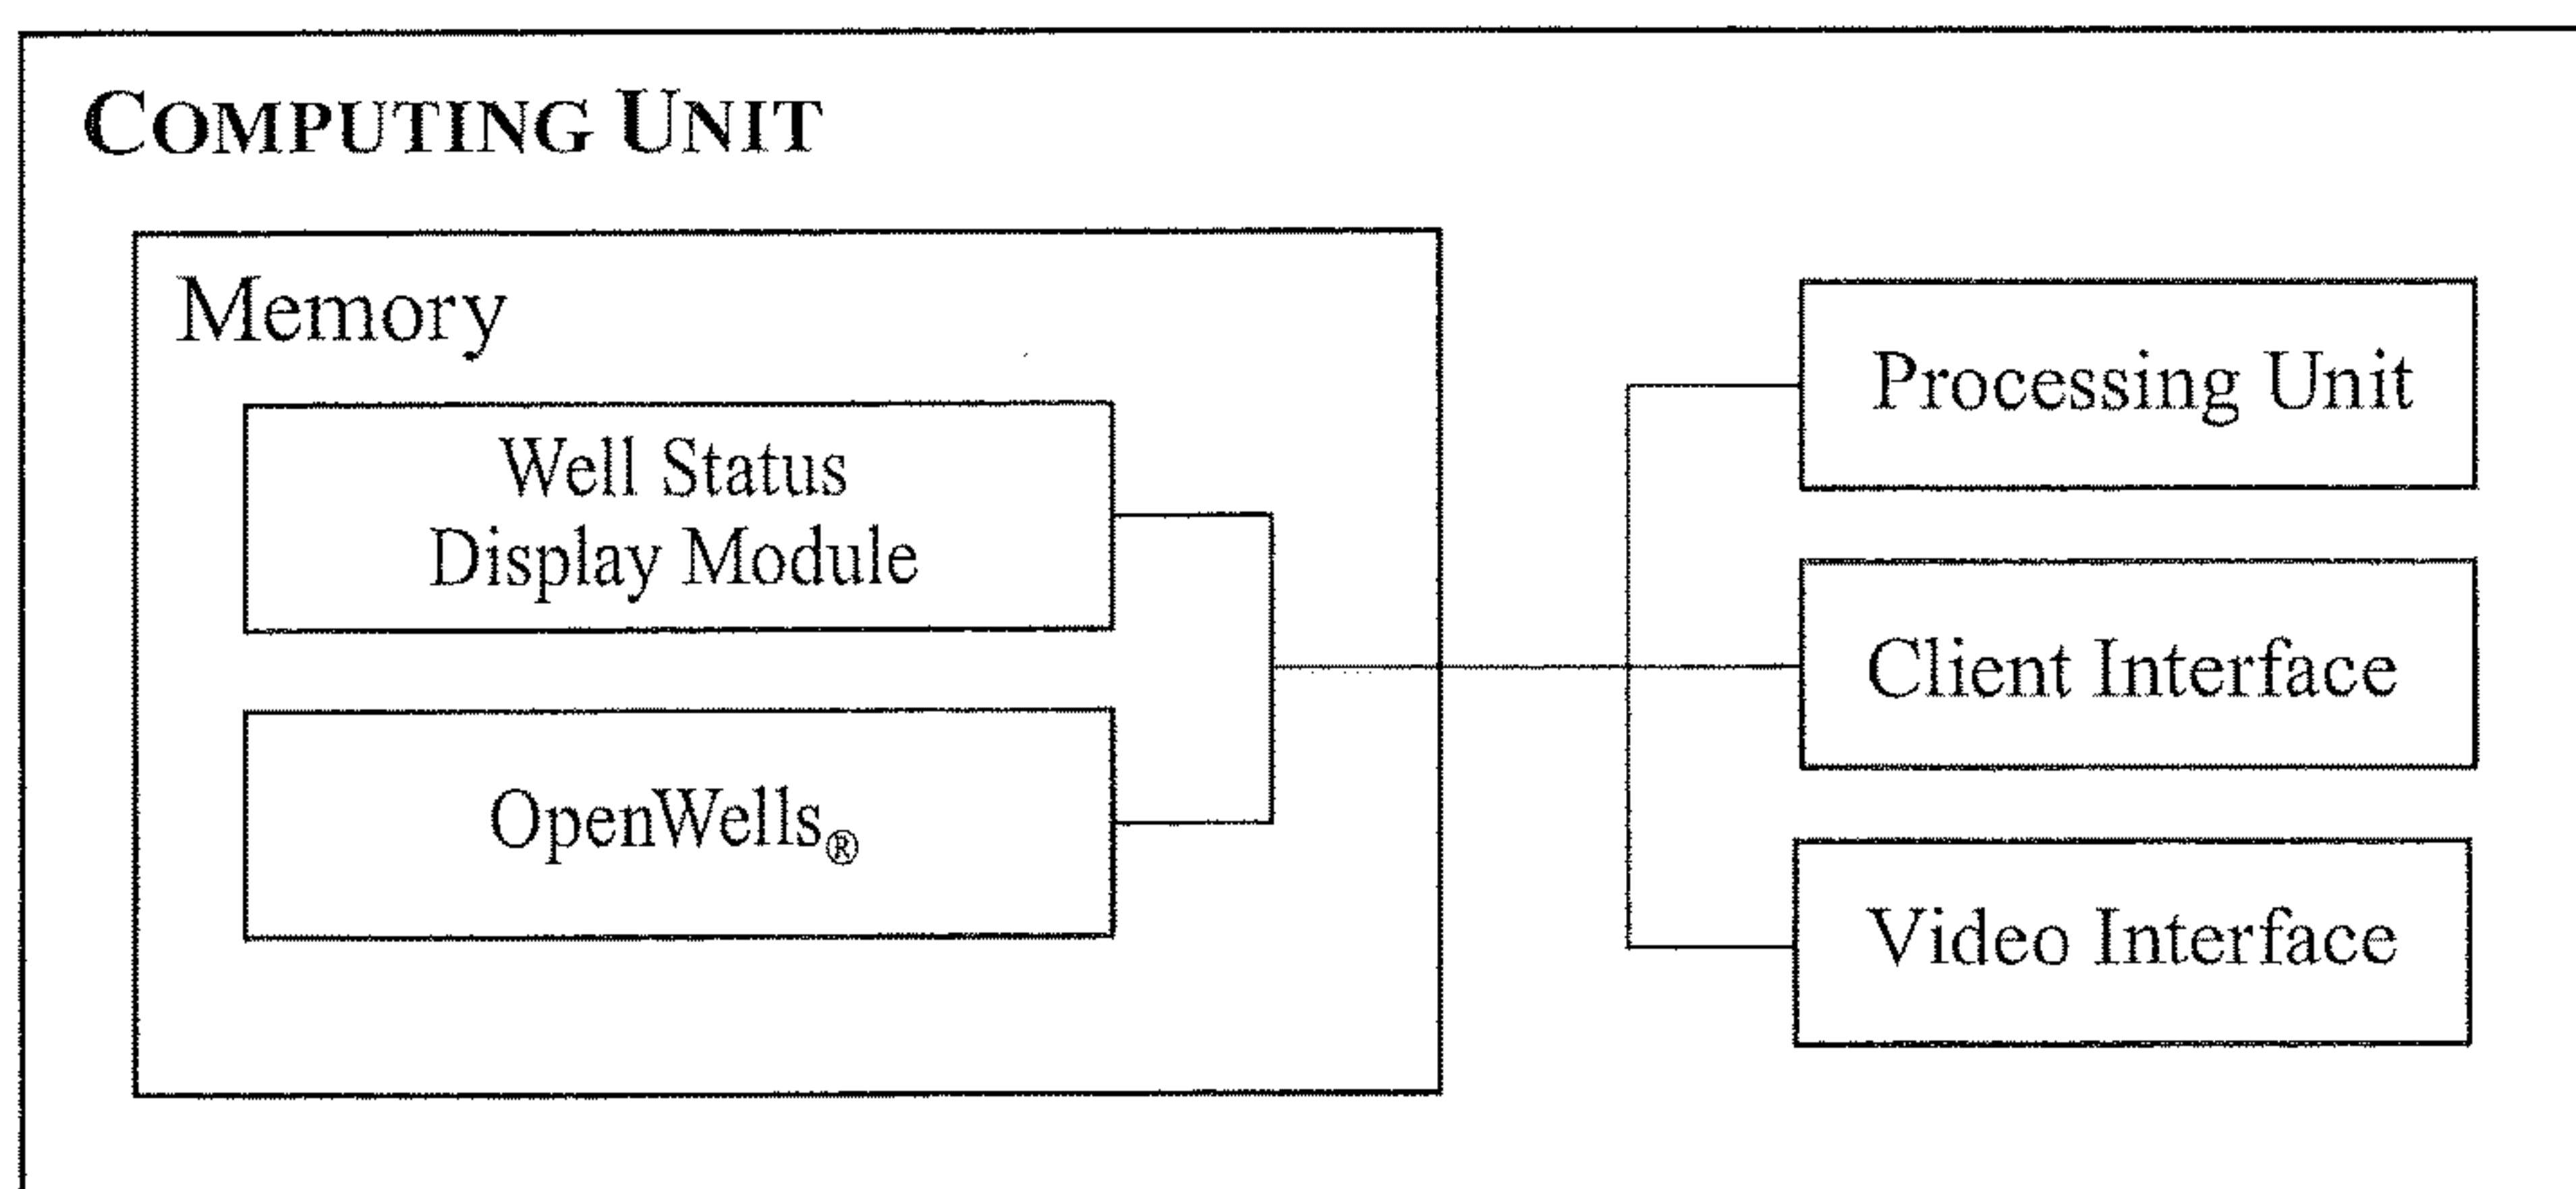 COMPUTING UNIT
Memory
Well Status
Display Module
OpenWells®
Processing Unit
Client Interface
Video Interface